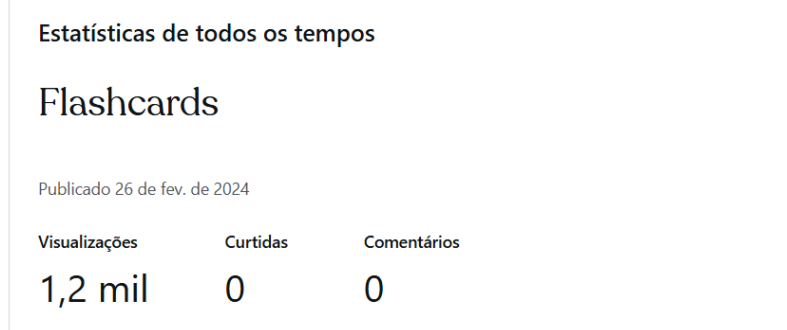 Estatísticas de todos os tempos
Flashcards
Publicado 26 de fev. de 2024
Visualizações Curtidas Comentários
1,2 mil 0 0